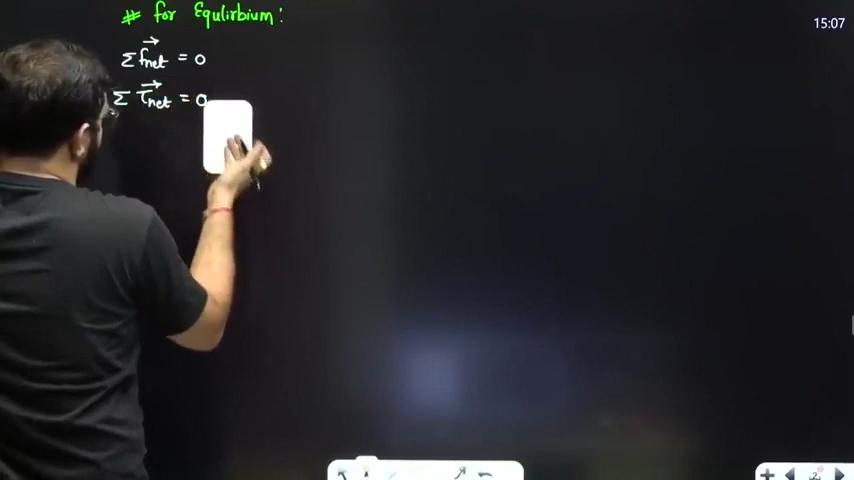 # for Equlirbium :
Σ f⃗net = 0
Σ τ⃗net = 0
15:07